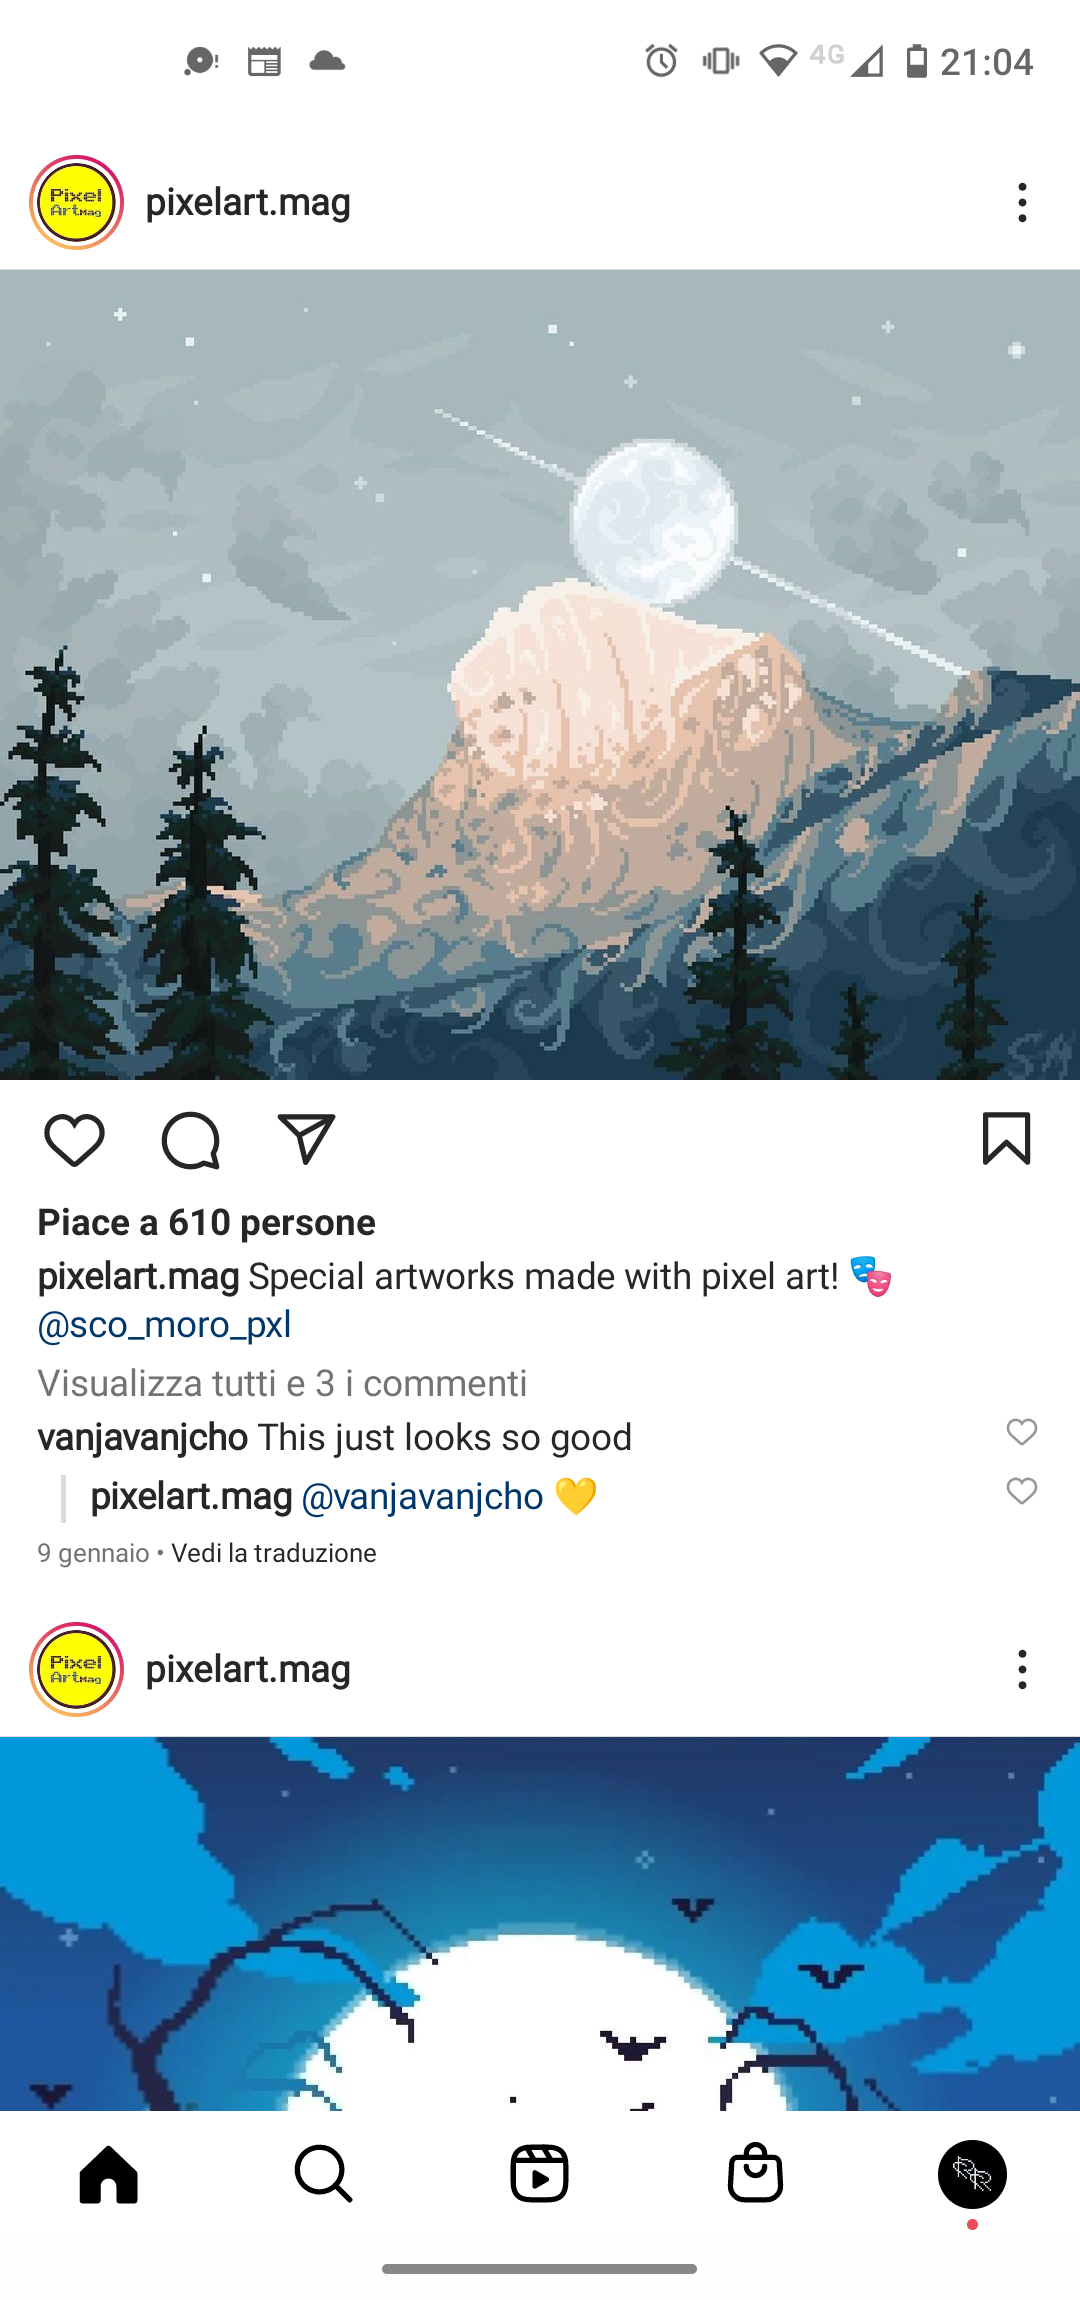 4G 21:04
Pixel
ArtMag
pixelart.mag
SM
Piace a 610 persone
pixelart.mag Special artworks made with pixel art! 🎭
@sco_moro_pxl
Visualizza tutti e 3 i commenti
vanjavanjcho This just looks so good
pixelart.mag @vanjavanjcho 💛
9 gennaio • Vedi la traduzione
Pixel
ArtMag
pixelart.mag